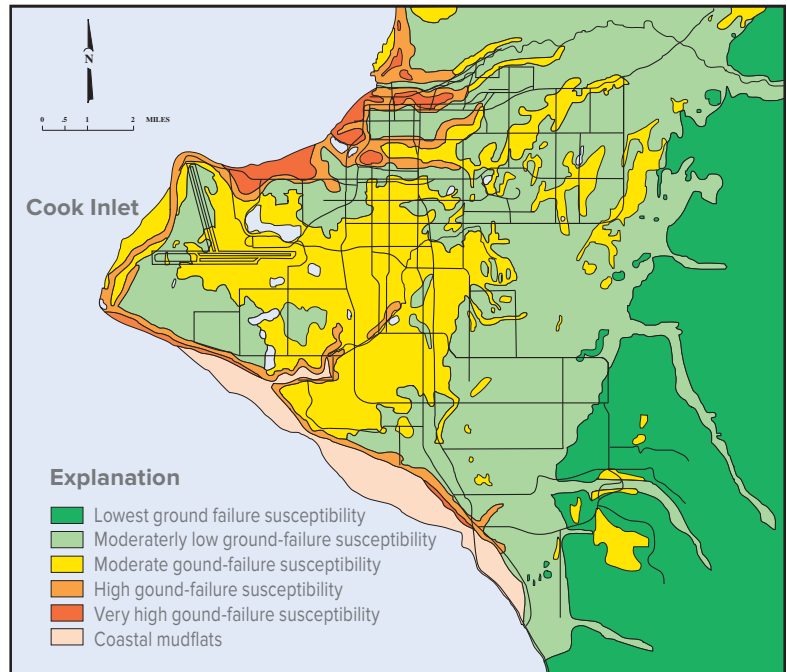 N
0 .5 1 2 MILES
Cook Inlet
Explanation
Lowest ground failure susceptibility
Moderaterly low ground-failure susceptibility
Moderate gound-failure susceptibility
High gound-failure susceptibility
Very high gound-failure susceptibility
Coastal mudflats